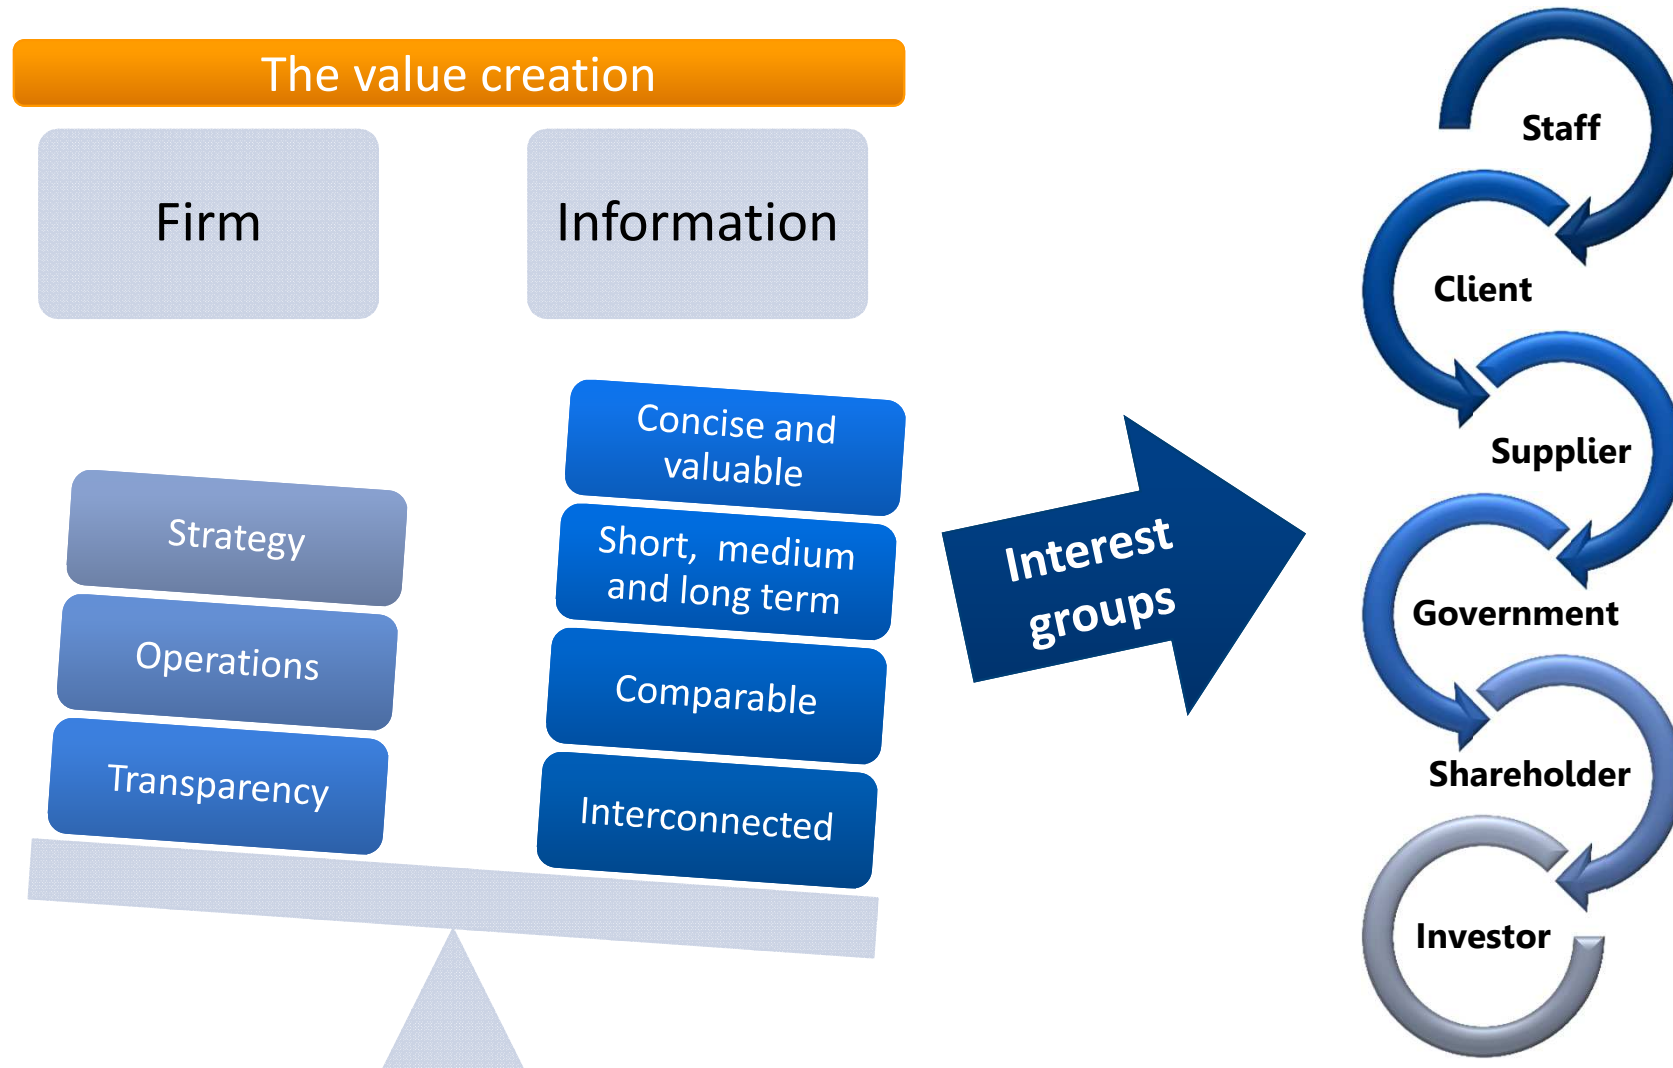 The value creation
Firm
Information
Strategy
Operations
Transparency
Concise and
valuable
Short, medium
and long term
Comparable
Interconnected
Interest
groups
Staff
Client
Supplier
Government
Shareholder
Investor